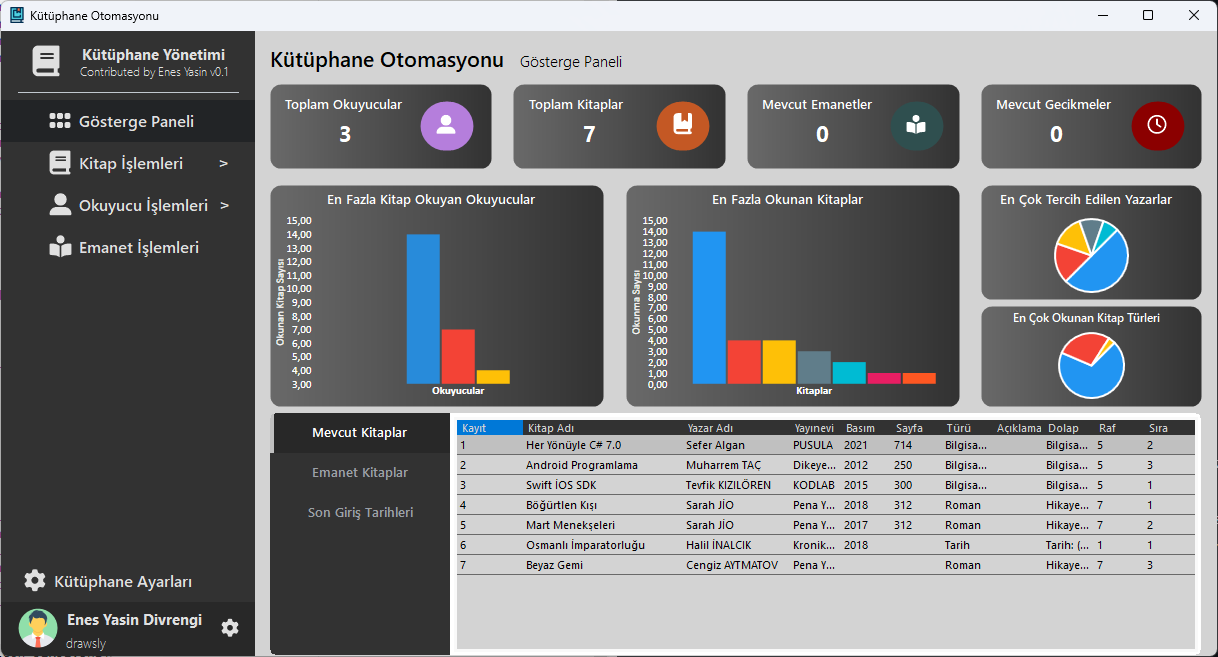 Kütüphane Otomasyonu
Kütüphane Yönetimi
Contributed by Enes Yasin v0.1
Gösterge Paneli
Kitap İşlemleri >
Okuyucu İşlemleri >
Emanet İşlemleri
Kütüphane Ayarları
Enes Yasin Divrengi
drawsly
Kütüphane Otomasyonu Gösterge Paneli
Toplam Okuyucular
3
Toplam Kitaplar
7
Mevcut Emanetler
0
Mevcut Gecikmeler
0
En Fazla Kitap Okuyan Okuyucular
Okunan Kitap Sayısı
15,00
14,00
13,00
12,00
11,00
10,00
9,00
8,00
7,00
6,00
5,00
4,00
3,00
Okuyucular
En Fazla Okunan Kitaplar
Okunma Sayısı
15,00
14,00
13,00
12,00
11,00
10,00
9,00
8,00
7,00
6,00
5,00
4,00
3,00
2,00
1,00
0,00
Kitaplar
En Çok Tercih Edilen Yazarlar
En Çok Okunan Kitap Türleri
Mevcut Kitaplar
Emanet Kitaplar
Son Giriş Tarihleri
Kayıt Kitap Adı Yazar Adı Yayınevi Basım Sayfa Türü Açıklama Dolap Raf Sıra
1 Her Yönüyle C# 7.0 Sefer Algan PUSULA 2021 714 Bilgisa... Bilgisa... 5 2
2 Android Programlama Muharrem TAÇ Dikeye... 2012 250 Bilgisa... Bilgisa... 5 3
3 Swift İOS SDK Tevfik KIZILÖREN KODLAB 2015 300 Bilgisa... Bilgisa... 5 1
4 Böğürtlen Kışı Sarah JİO Pena Y... 2018 312 Roman Hikaye... 7 1
5 Mart Menekşeleri Sarah JİO Pena Y... 2017 312 Roman Hikaye... 7 2
6 Osmanlı İmparatorluğu Halil İNALCIK Kronik... 2018 Tarih Tarih: (... 1 1
7 Beyaz Gemi Cengiz AYTMATOV Pena Y... Roman Hikaye... 7 3